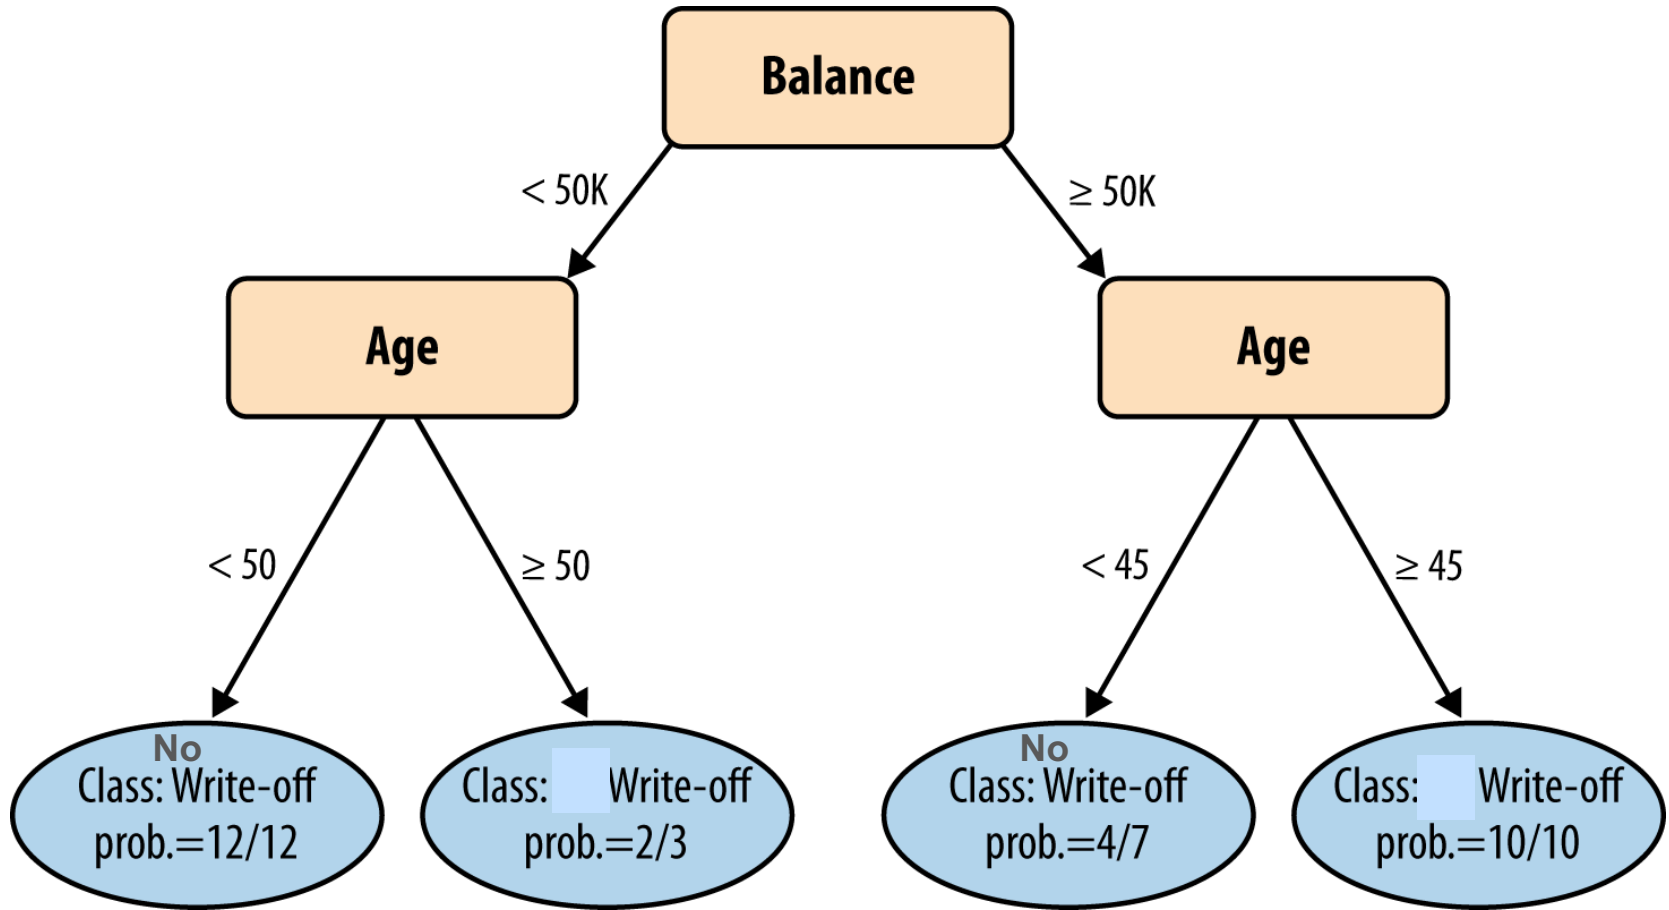 Balance
< 50K
≥ 50K
Age
Age
< 50
≥ 50
< 45
≥ 45
No
Class: Write-off
prob.=12/12
Class: Write-off
prob.=2/3
No
Class: Write-off
prob.=4/7
Class: Write-off
prob.=10/10